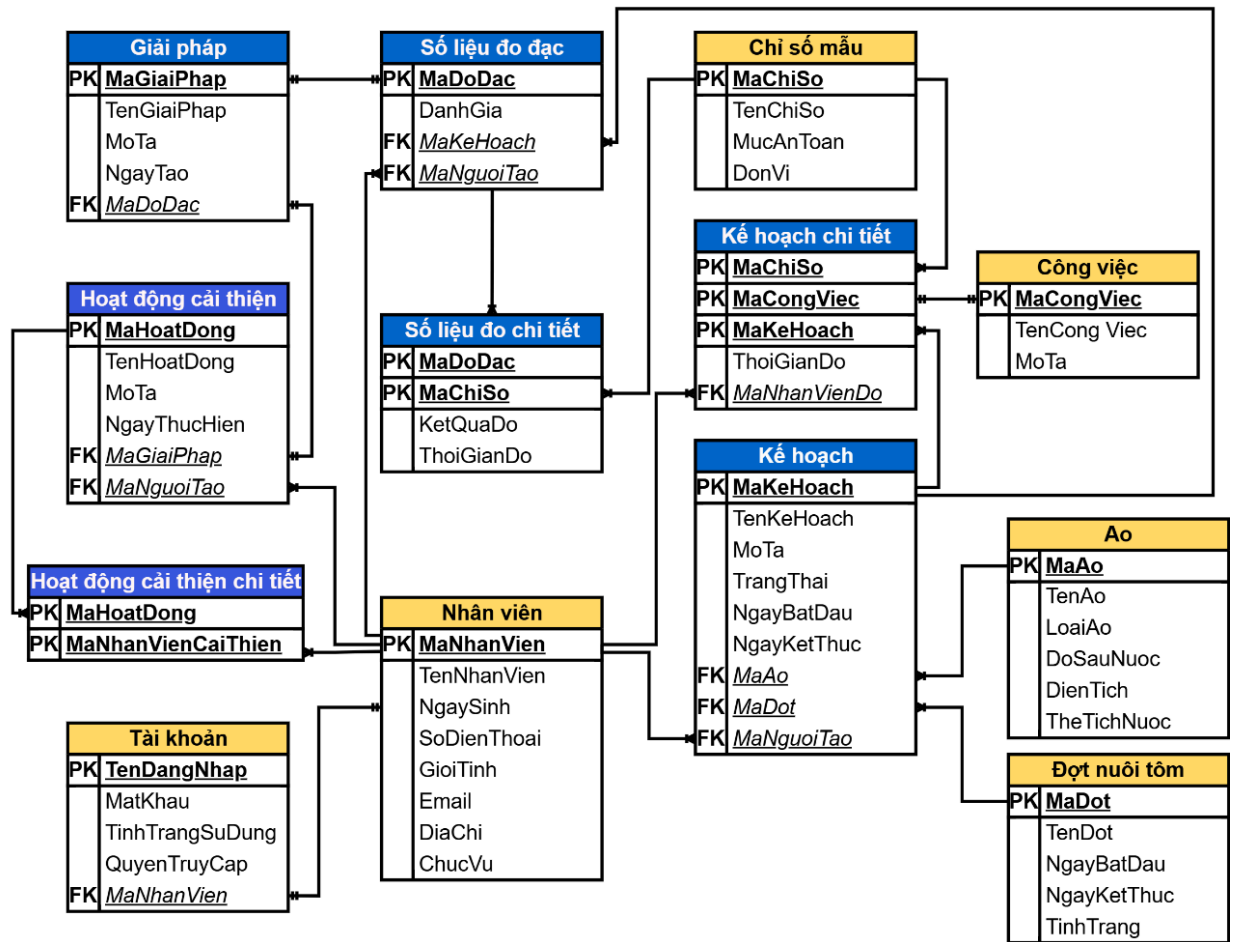 Giải pháp
PK MaGiaiPhap
TenGiaiPhap
MoTa
NgayTao
FK MaDoDac
Số liệu đo đạc
PK MaDoDac
DanhGia
FK MaKeHoach
FK MaNguoiTao
Chỉ số mẫu
PK MaChiSo
TenChiSo
MucAnToan
DonVi
Kế hoạch chi tiết
PK MaChiSo
PK MaCongViec
PK MaKeHoach
ThoiGianDo
FK MaNhanVienDo
Công việc
PK MaCongViec
TenCong Viec
MoTa
Hoạt động cải thiện
PK MaHoatDong
TenHoatDong
MoTa
NgayThucHien
FK MaGiaiPhap
FK MaNguoiTao
Số liệu đo chi tiết
PK MaDoDac
PK MaChiSo
KetQuaDo
ThoiGianDo
Kế hoạch
PK MaKeHoach
TenKeHoach
MoTa
TrangThai
NgayBatDau
NgayKetThuc
FK MaAo
FK MaDot
FK MaNguoiTao
Ao
PK MaAo
TenAo
LoaiAo
DoSauNuoc
DienTich
TheTichNuoc
Hoạt động cải thiện chi tiết
PK MaHoatDong
PK MaNhanVienCaiThien
Nhân viên
PK MaNhanVien
TenNhanVien
NgaySinh
SoDienThoai
GioiTinh
Email
DiaChi
ChucVu
Tài khoản
PK TenDangNhap
MatKhau
TinhTrangSuDung
QuyenTruyCap
FK MaNhanVien
Đợt nuôi tôm
PK MaDot
TenDot
NgayBatDau
NgayKetThuc
TinhTrang